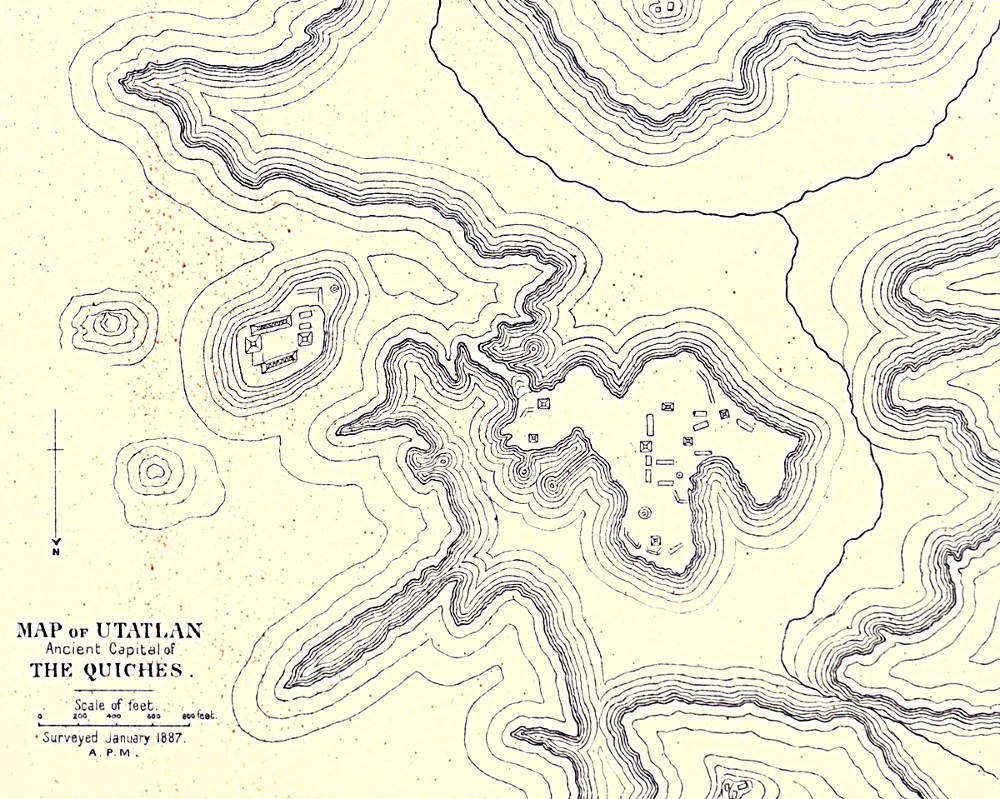 N
MAP OF UTATLAN
Ancient Capital of
THE QUICHES.
Scale of feet.
0 200 400 600 800 feet.
Surveyed January 1887.
A. P. M.